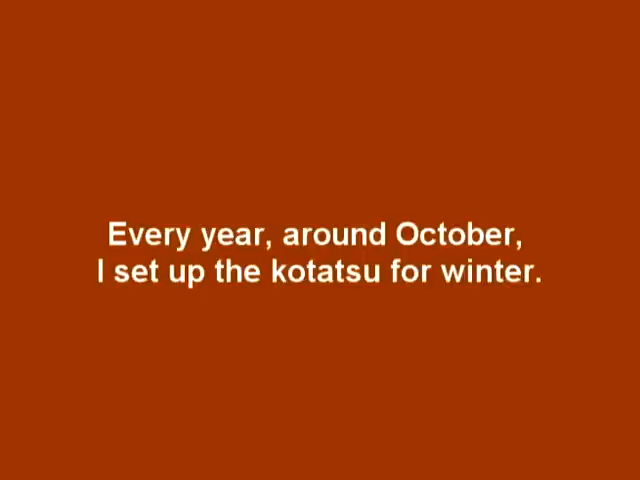 Every year, around October,
I set up the kotatsu for winter.